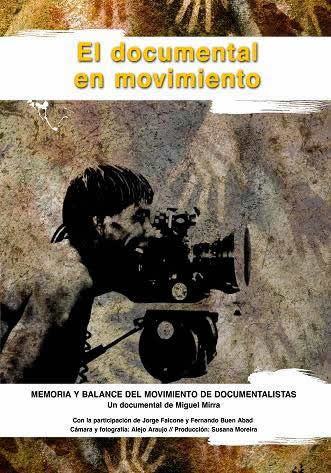 El documental
en movimiento
MEMORIA Y BALANCE DEL MOVIMIENTO DE DOCUMENTALISTAS
Un documental de Miguel Mirra
Con la participación de Jorge Falcone y Fernando Buen Abad
Cámara y fotografía: Alejo Araujo // Producción: Susana Moreira